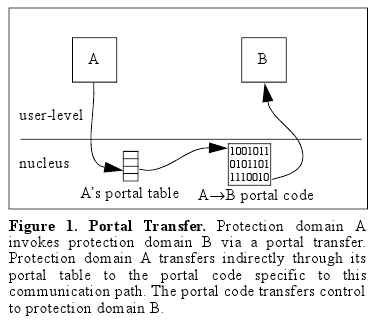 A
B
user-level
nucleus
1001011
0101101
1110010
A's portal table
A→B portal code
Figure 1. Portal Transfer. Protection domain A
invokes protection domain B via a portal transfer.
Protection domain A transfers indirectly through its
portal table to the portal code specific to this
communication path. The portal code transfers control
to protection domain B.